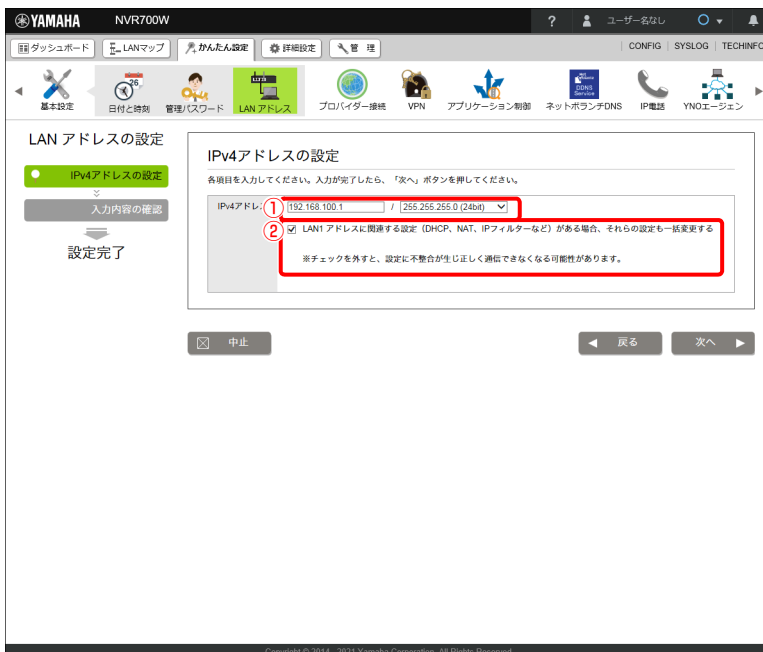 YAMAHA NVR700W ? ユーザー名なし
ダッシュボード LANマップ かんたん設定 詳細設定 管 理 CONFIG SYSLOG TECHINFO
基本設定 日付と時刻 管理パスワード LAN アドレス プロバイダー接続 VPN アプリケーション制御 ネットボランチDNS IP電話 YNOエージェン
26
DDNS
Service
LAN アドレスの設定
IPv4アドレスの設定
入力内容の確認
設定完了
IPv4アドレスの設定
各項目を入力してください。入力が完了したら、「次へ」ボタンを押してください。
IPv4アドレ ① 192.168.100.1 / 255.255.255.0 (24bit)
② LAN1 アドレスに関連する設定（DHCP、NAT、IPフィルターなど）がある場合、それらの設定も一括変更する
※チェックを外すと、設定に不整合が生じ正しく通信できなくなる可能性があります。
中止 戻る 次へ
Copyright © 2014 - 2021 Yamaha Corporation. All Rights Reserved.